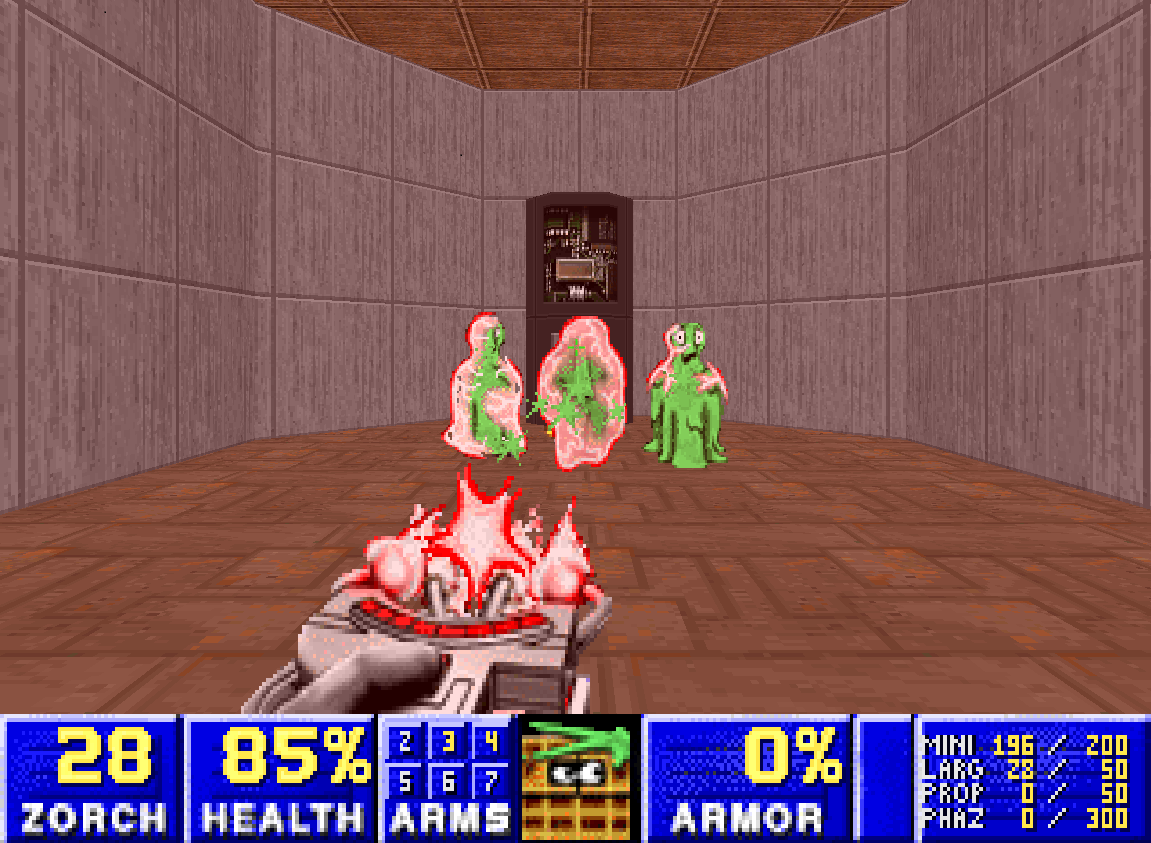 28 85% 2 3 4 0% MINI 196 / 200
5 6 7 LARG 28 / 50
PROP 0 / 50
ZORCH HEALTH ARMS ARMOR PHAZ 0 / 300